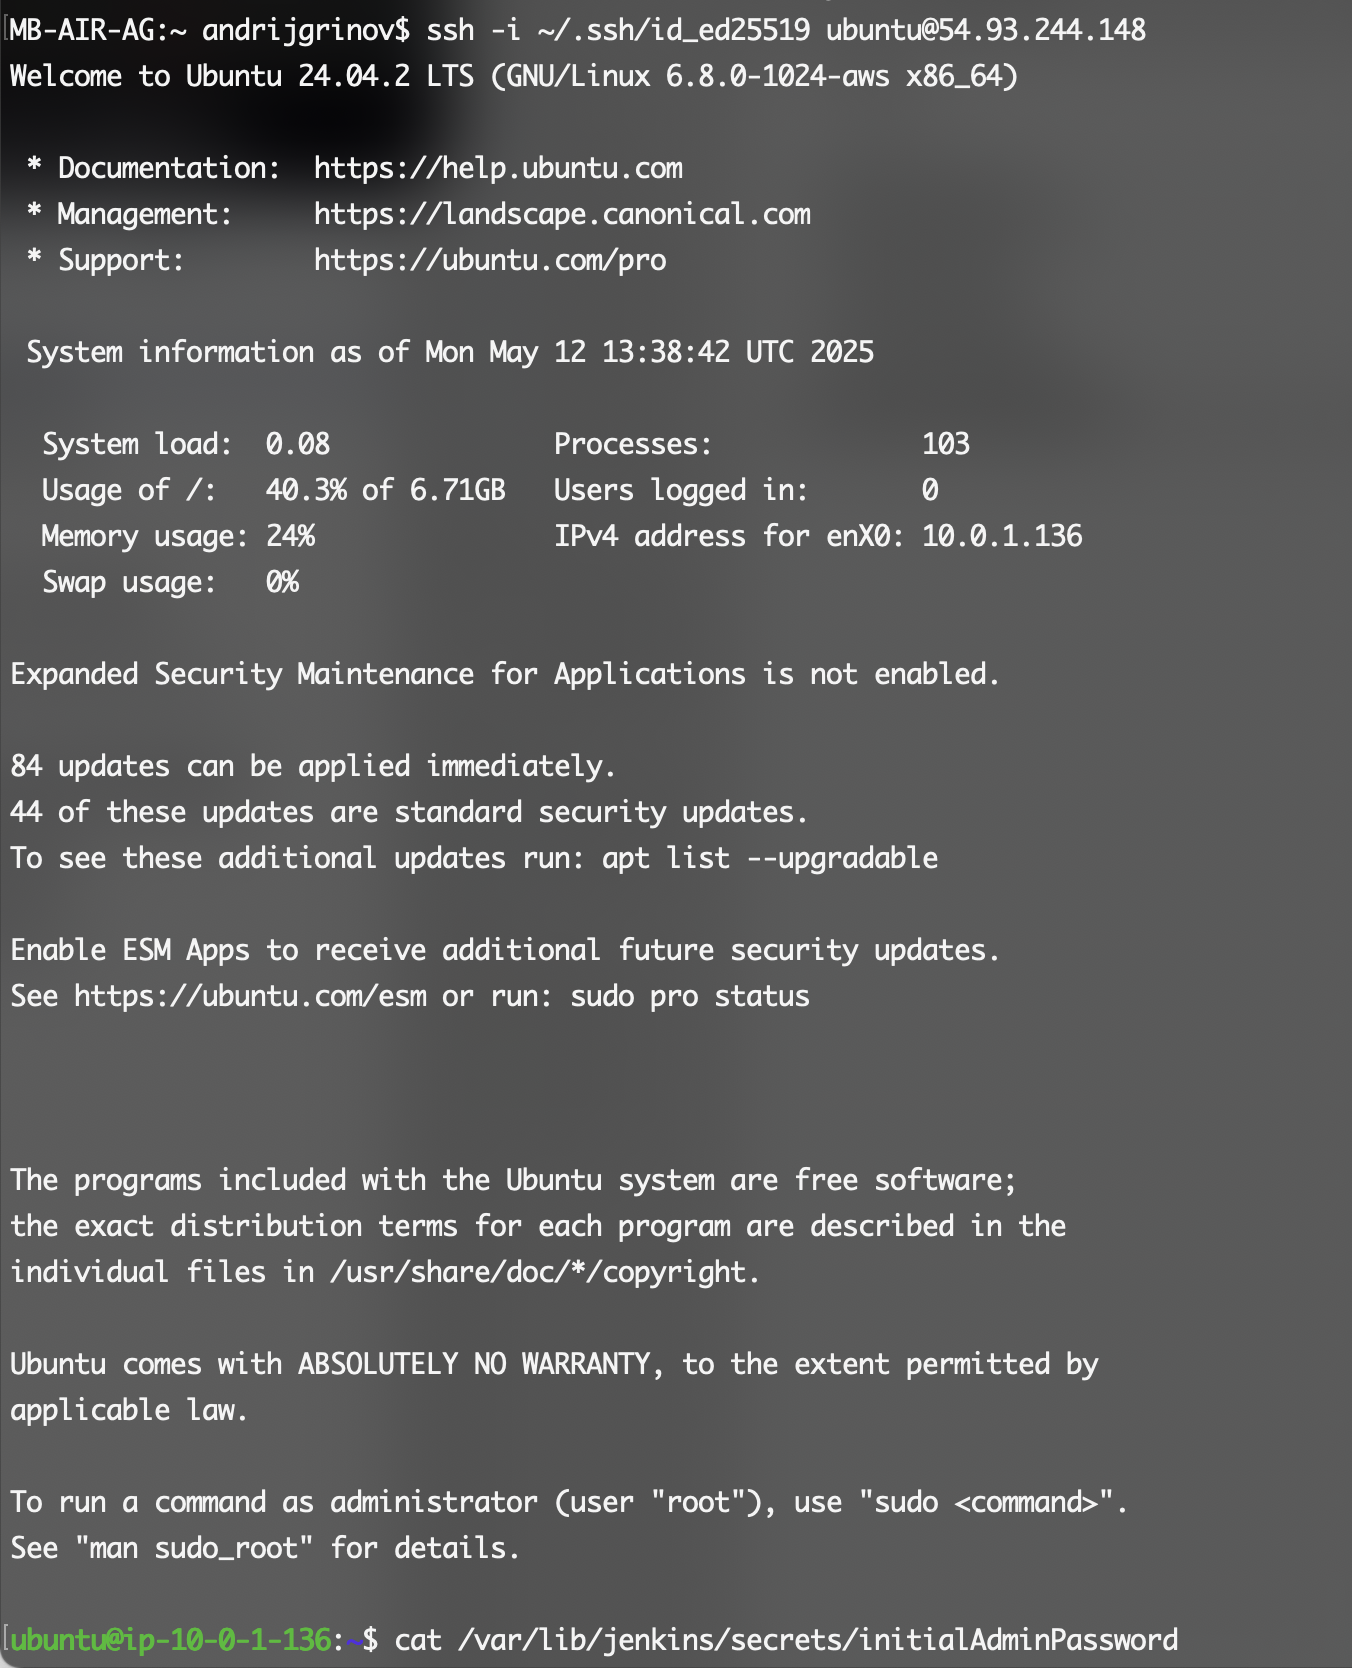 MB-AIR-AG:~ andrijgrinov$ ssh -i ~/.ssh/id_ed25519 ubuntu@54.93.244.148
Welcome to Ubuntu 24.04.2 LTS (GNU/Linux 6.8.0-1024-aws x86_64)
* Documentation:  https://help.ubuntu.com
* Management:     https://landscape.canonical.com
* Support:        https://ubuntu.com/pro
System information as of Mon May 12 13:38:42 UTC 2025
System load:  0.08              Processes:             103
Usage of /:   40.3% of 6.71GB   Users logged in:       0
Memory usage: 24%               IPv4 address for enX0: 10.0.1.136
Swap usage:   0%
Expanded Security Maintenance for Applications is not enabled.
84 updates can be applied immediately.
44 of these updates are standard security updates.
To see these additional updates run: apt list --upgradable
Enable ESM Apps to receive additional future security updates.
See https://ubuntu.com/esm or run: sudo pro status
The programs included with the Ubuntu system are free software;
the exact distribution terms for each program are described in the
individual files in /usr/share/doc/*/copyright.
Ubuntu comes with ABSOLUTELY NO WARRANTY, to the extent permitted by
applicable law.
To run a command as administrator (user "root"), use "sudo <command>".
See "man sudo_root" for details.
ubuntu@ip-10-0-1-136:~$ cat /var/lib/jenkins/secrets/initialAdminPassword